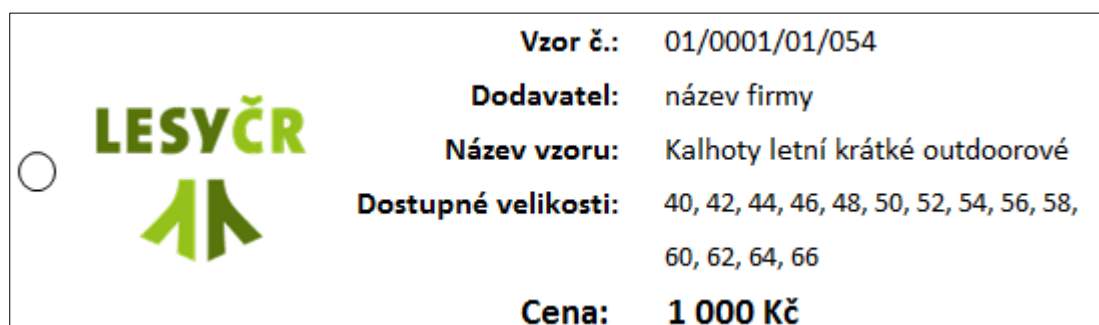 LESYČR
Vzor č.: 01/0001/01/054
Dodavatel: název firmy
Název vzoru: Kalhoty letní krátké outdoorové
Dostupné velikosti: 40, 42, 44, 46, 48, 50, 52, 54, 56, 58,
60, 62, 64, 66
Cena: 1 000 Kč